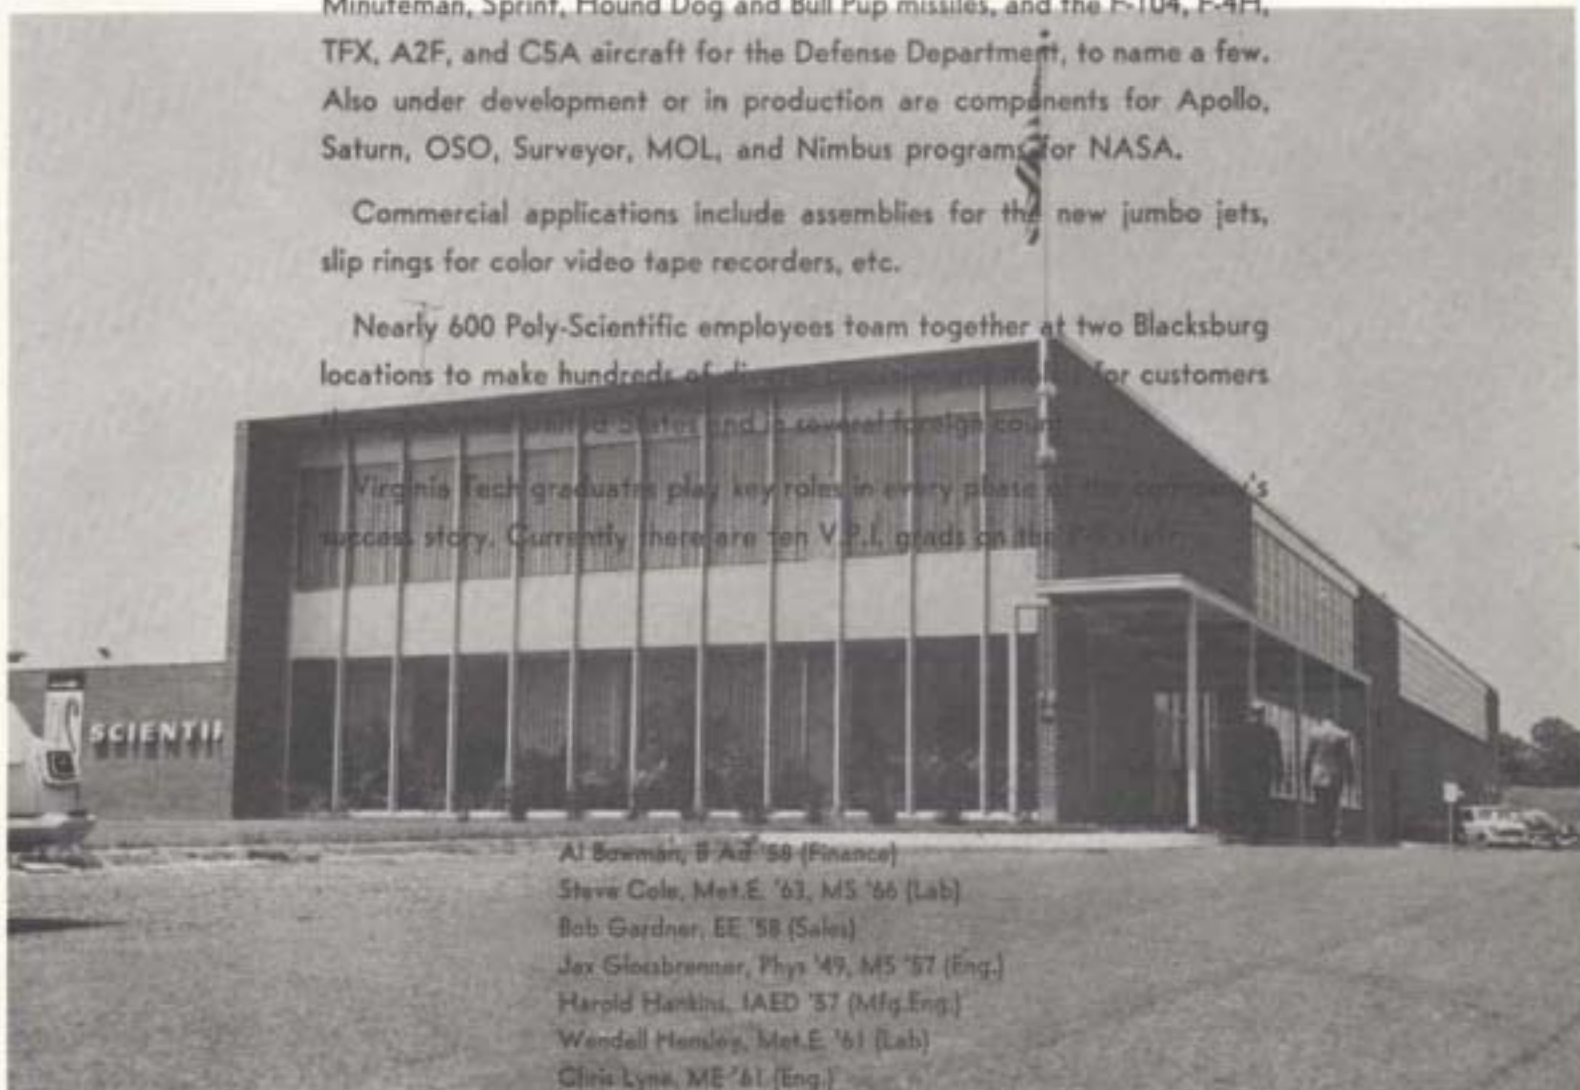 Minuteman, Sprint, Hound Dog and Bull Pup missiles, and the F-104, F-4H,
TFX, A2F, and C5A aircraft for the Defense Department, to name a few.
Also under development or in production are components for Apollo,
Saturn, OSO, Surveyor, MOL, and Nimbus programs for NASA.
Commercial applications include assemblies for the new jumbo jets,
slip rings for color video tape recorders, etc.
Nearly 600 Poly-Scientific employees team together at two Blacksburg
locations to make hundreds of for customers
United States and in several foreign
Virginia Tech graduates play key roles in every phase of the company's
success story. Currently there are ten V.P.I. grads on the
SCIENTIF
Al Bowman, B Ad '58 (Finance)
Steve Cole, Met.E. '63, MS '66 (Lab)
Bob Gardner, EE '58 (Sales)
Jax Glossbrenner, Phys '49, MS '57 (Eng.)
Harold Hankins, IAED '57 (Mfg.Eng.)
Wendell Hensley, Met.E. '61 (Lab)
Chris Lyne, ME '61 (Eng.)